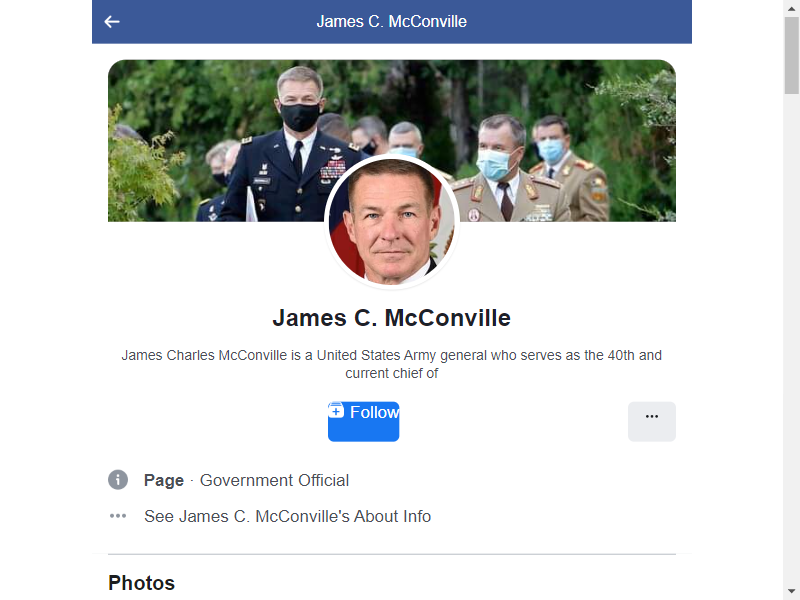 James C. McConville
James C. McConville
James Charles McConville is a United States Army general who serves as the 40th and
current chief of
Follow
Page · Government Official
See James C. McConville's About Info
Photos